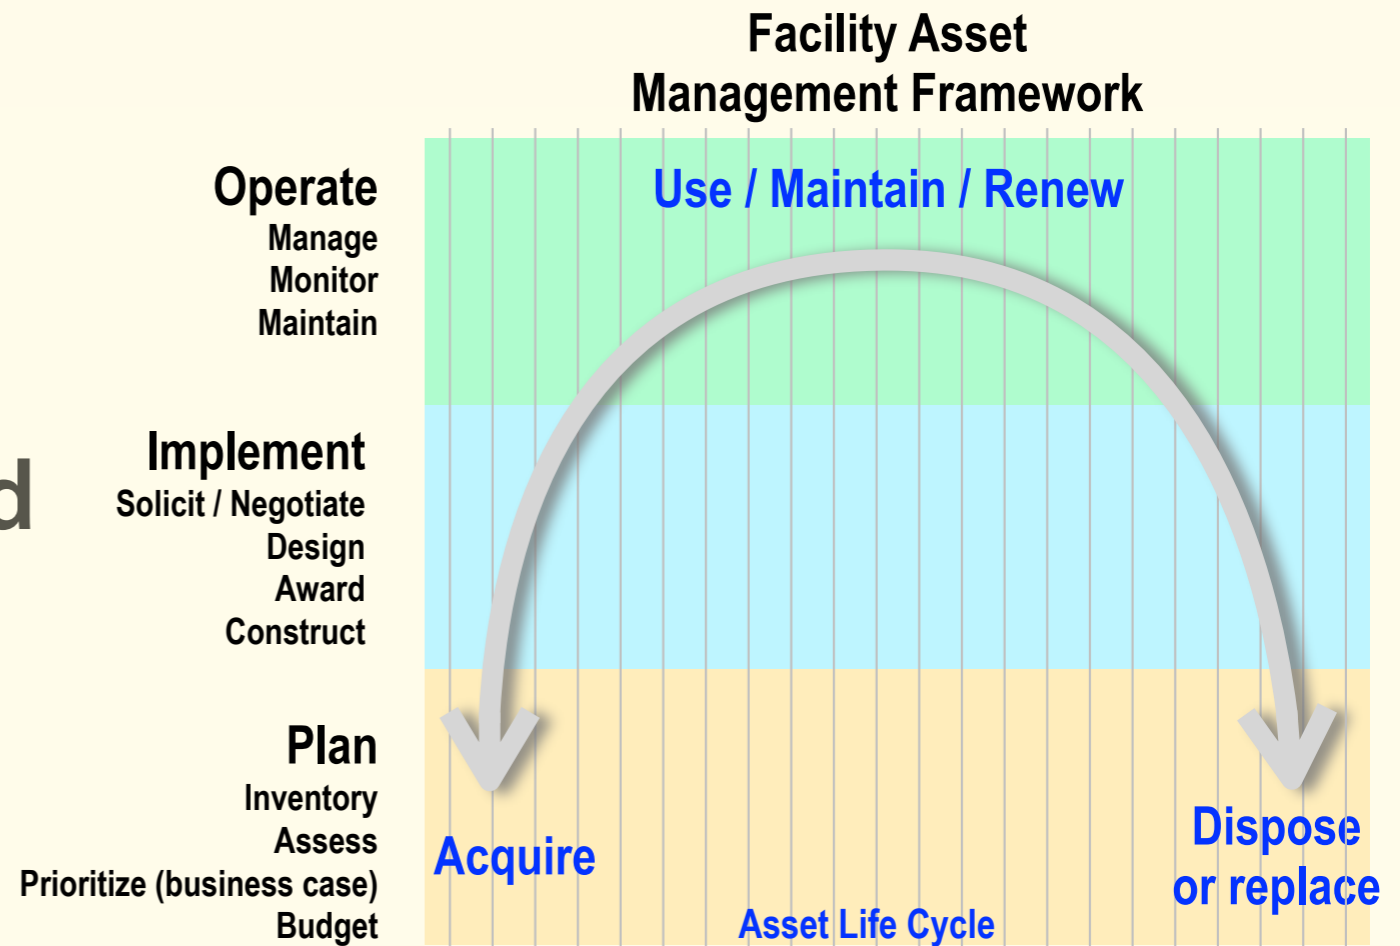 Facility Asset
Management Framework
Operate
Manage
Monitor
Maintain
Use / Maintain / Renew
Implement
Solicit / Negotiate
Design
Award
Construct
d
Plan
Inventory
Assess
Prioritize (business case)
Budget
Acquire
Dispose
or replace
Asset Life Cycle